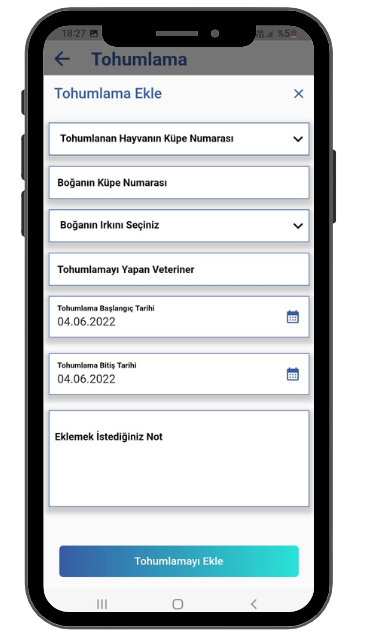 18:27
%5
Tohumlama
Tohumlama Ekle
Tohumlanan Hayvanın Küpe Numarası
Boğanın Küpe Numarası
Boğanın Irkını Seçiniz
Tohumlamayı Yapan Veteriner
Tohumlama Başlangıç Tarihi
04.06.2022
Tohumlama Bitiş Tarihi
04.06.2022
Eklemek İstediğiniz Not
Tohumlamayı Ekle